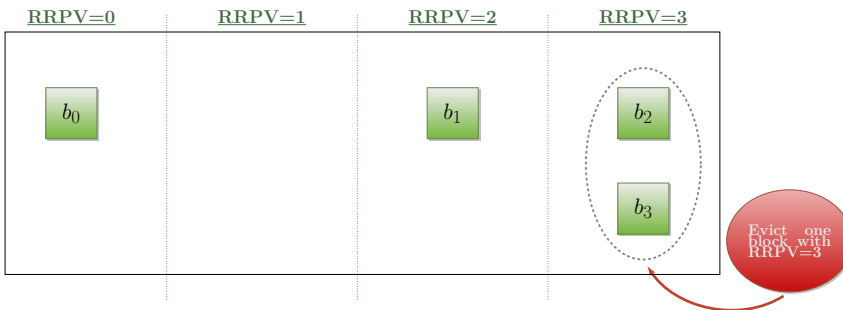 RRPV=0 RRPV=1 RRPV=2 RRPV=3
b₀ b₁ b₂
b₃
Evict one
block with
RRPV=3